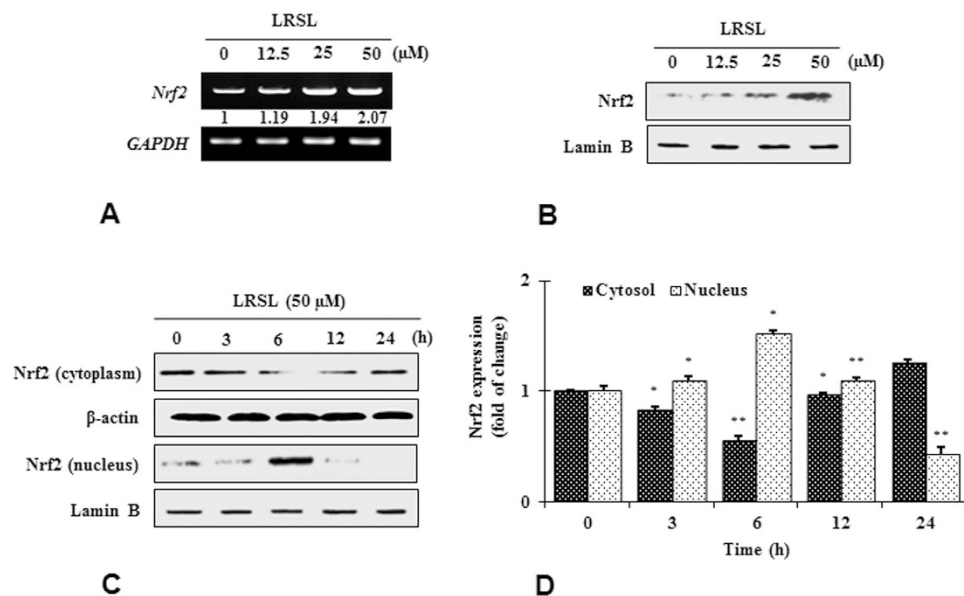 LRSL
0 12.5 25 50 (μM)
Nrf2
1 1.19 1.94 2.07
GAPDH
A
LRSL
0 12.5 25 50 (μM)
Nrf2
Lamin B
B
LRSL (50 μM)
0 3 6 12 24 (h)
Nrf2 (cytoplasm)
β-actin
Nrf2 (nucleus)
Lamin B
C
2
Cytosol Nucleus
* * * ** * ** **
Nrf2 expression
(fold of change)
1
0
0 3 6 12 24
Time (h)
D